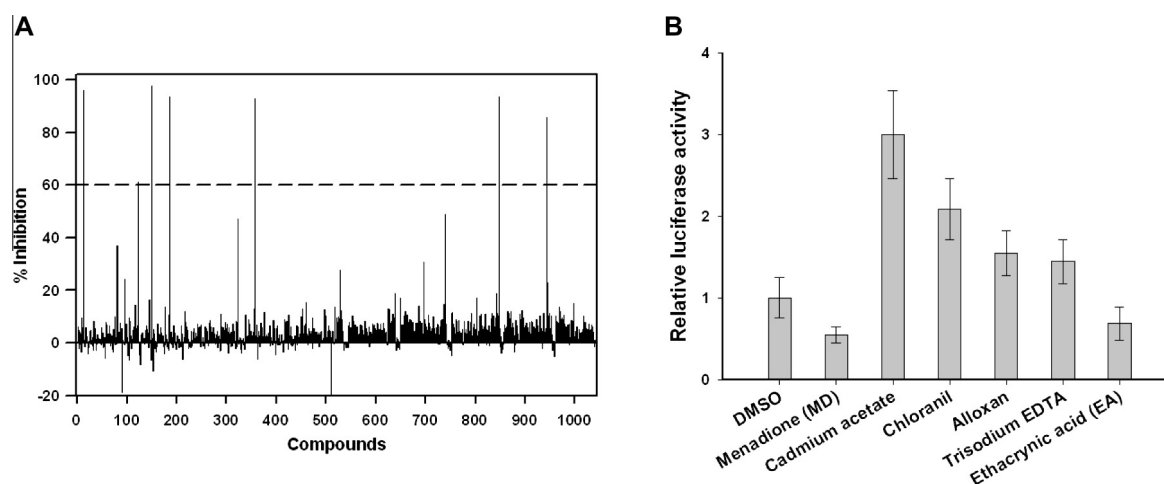 A
100
80
60
40
20
0
-20
% Inhibition
0 100 200 300 400 500 600 700 800 900 1000
Compounds
B
4
3
2
1
0
Relative luciferase activity
DMSO
Menadione (MD)
Cadmium acetate
Chloranil
Alloxan
Trisodium EDTA
Ethacrynic acid (EA)